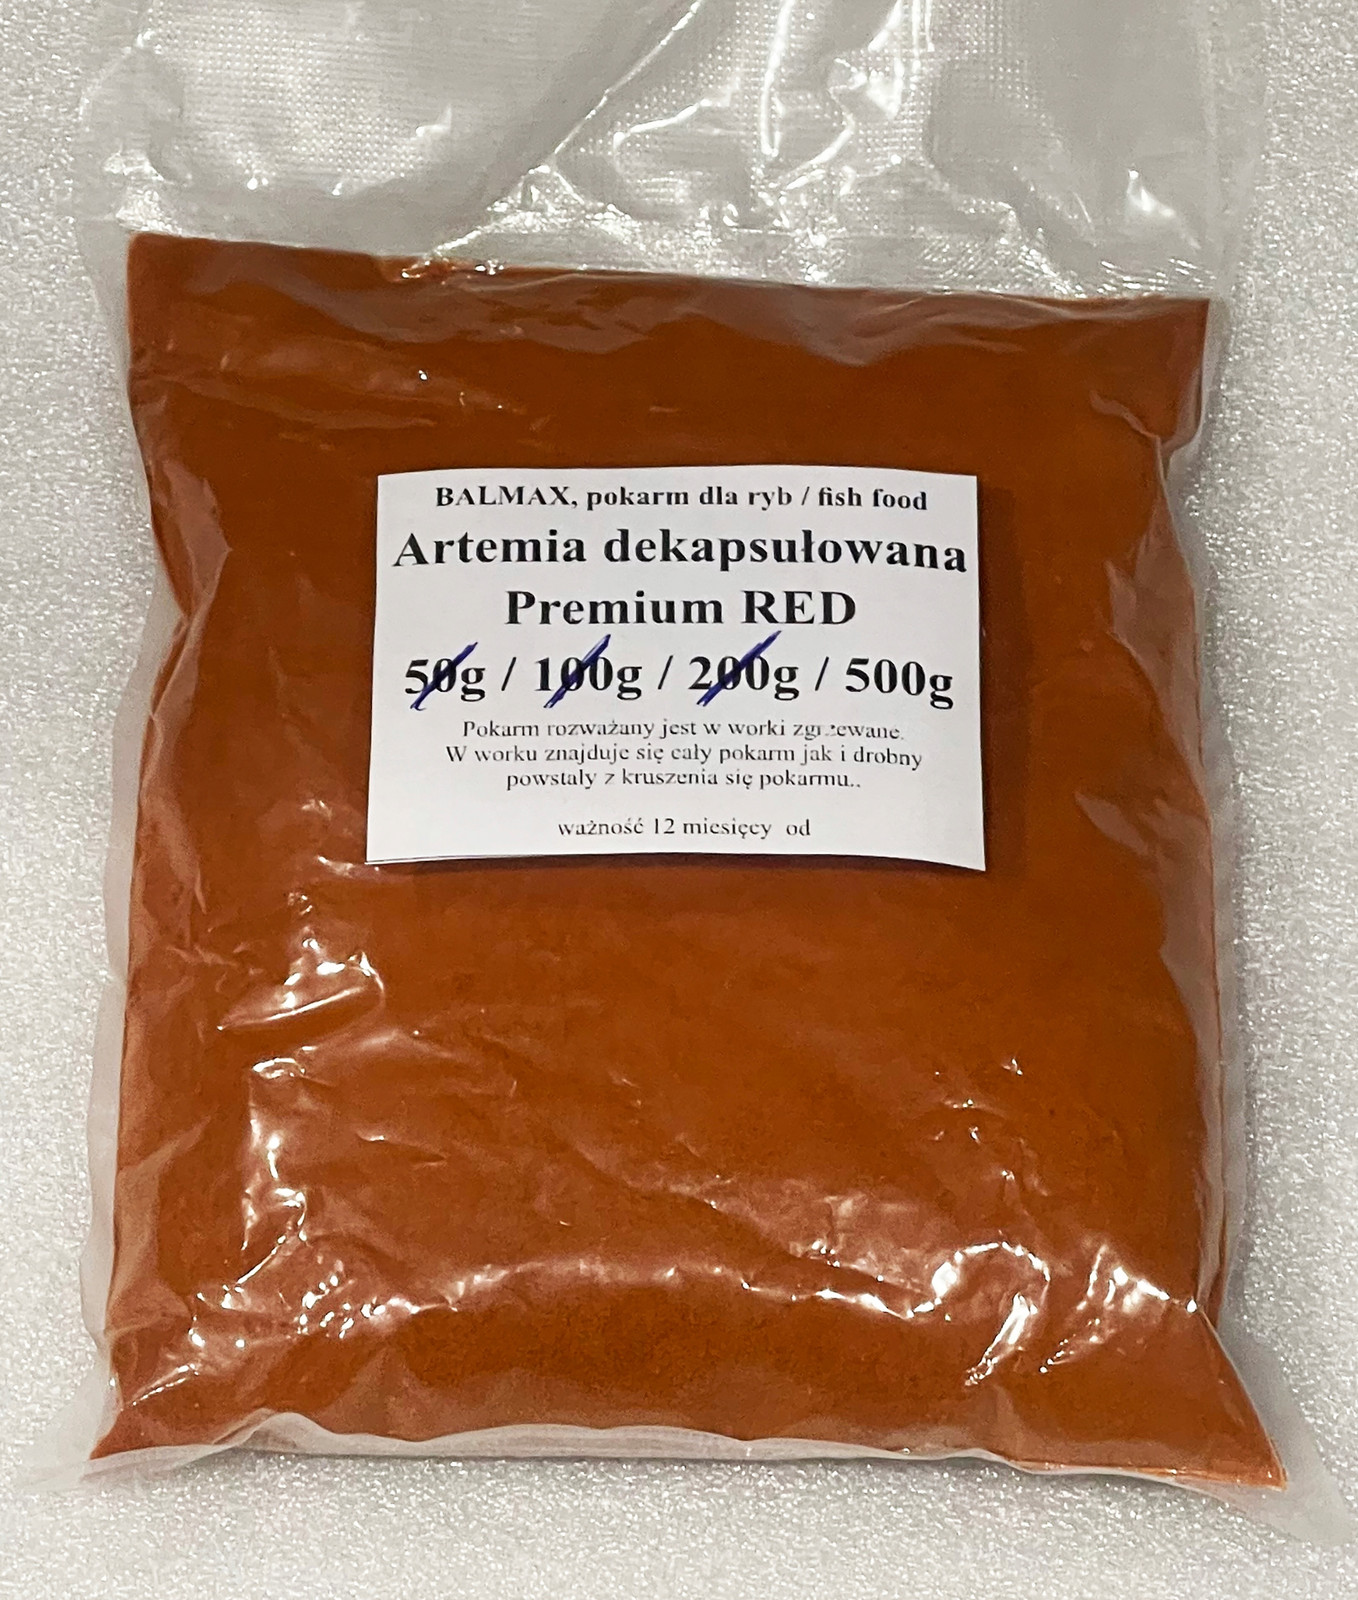 BALMAX, pokarm dla ryb / fish food
Artemia dekapsułowana
Premium RED
50g / 100g / 200g / 500g
Pokarm rozważany jest w worki zgrzewane.
W worku znajduje się cały pokarm jak i drobny
powstały z kruszenia się pokarmu..
ważność 12 miesięcy od